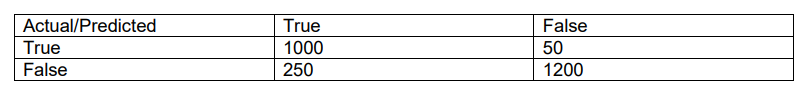 Actual/Predicted True False
True 1000 50
False 250 1200